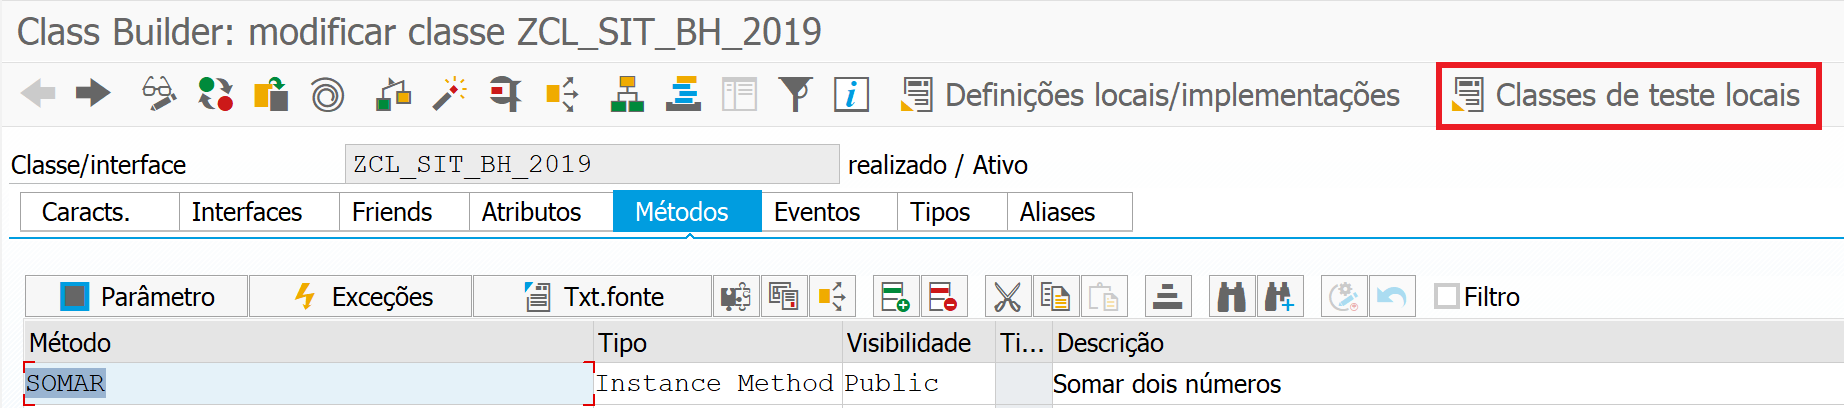 Class Builder: modificar classe ZCL_SIT_BH_2019
Definições locais/implementações Classes de teste locais
Classe/interface ZCL_SIT_BH_2019 realizado / Ativo
Caracts. Interfaces Friends Atributos Métodos Eventos Tipos Aliases
Parâmetro Exceções Txt.fonte Filtro
Método Tipo Visibilidade Ti... Descrição
SOMAR Instance Method Public Somar dois números